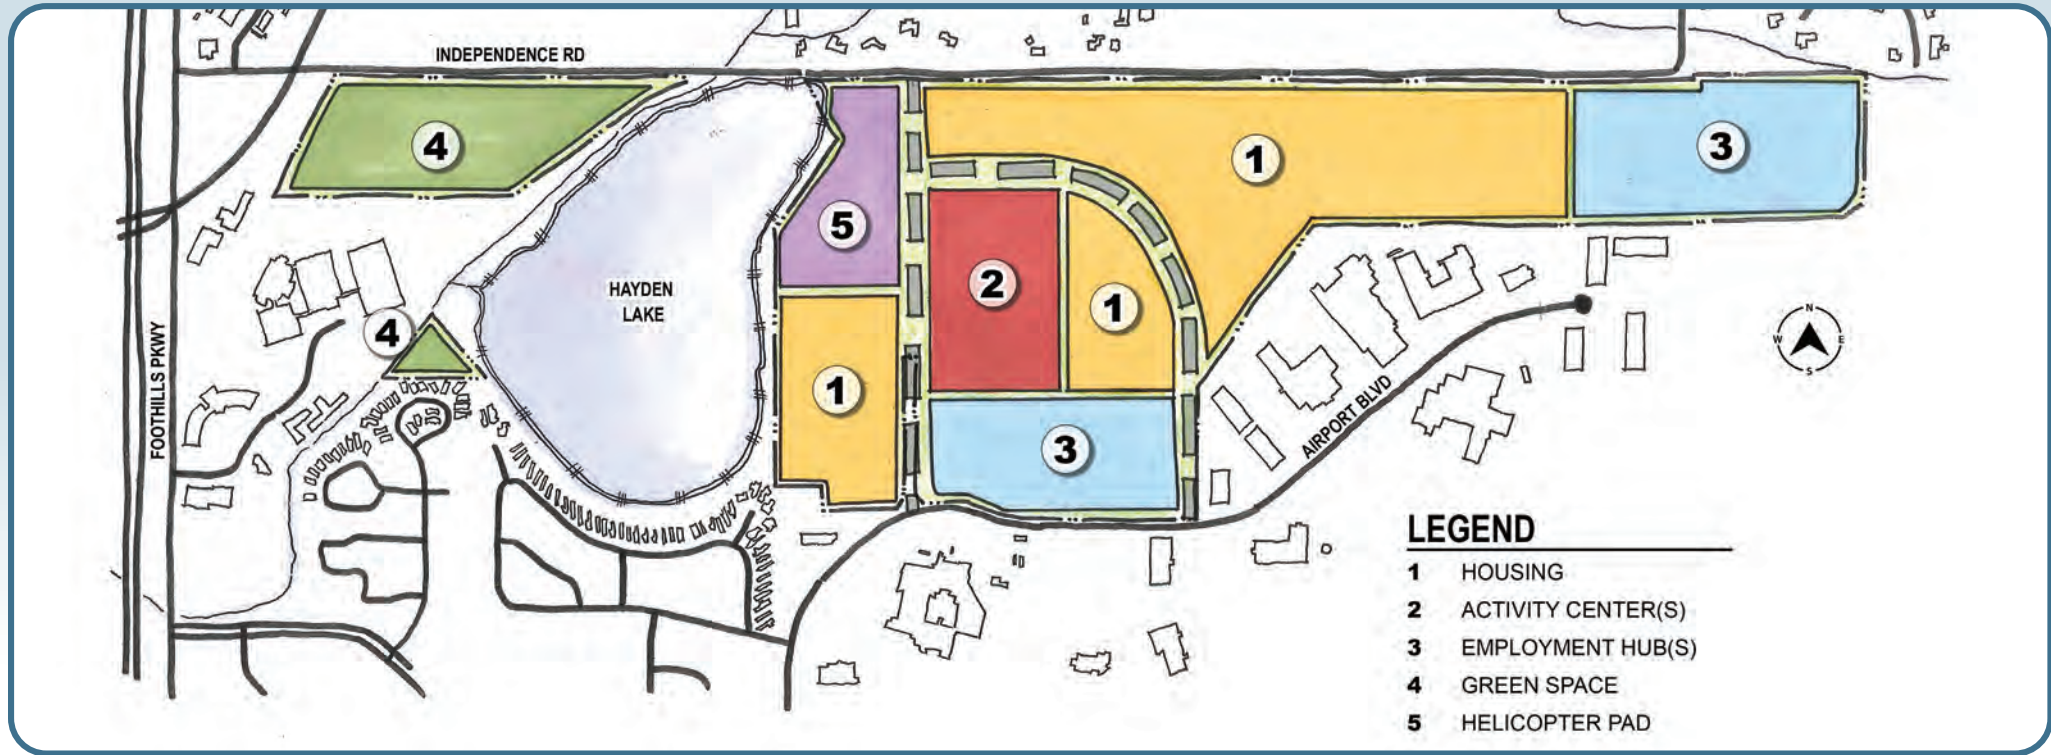 INDEPENDENCE RD
4
1
3
5
2
HAYDEN
LAKE
1
4
N
W E
S
FOOTHILLS PKWY
1
3
AIRPORT BLVD
LEGEND
1 HOUSING
2 ACTIVITY CENTER(S)
3 EMPLOYMENT HUB(S)
4 GREEN SPACE
5 HELICOPTER PAD